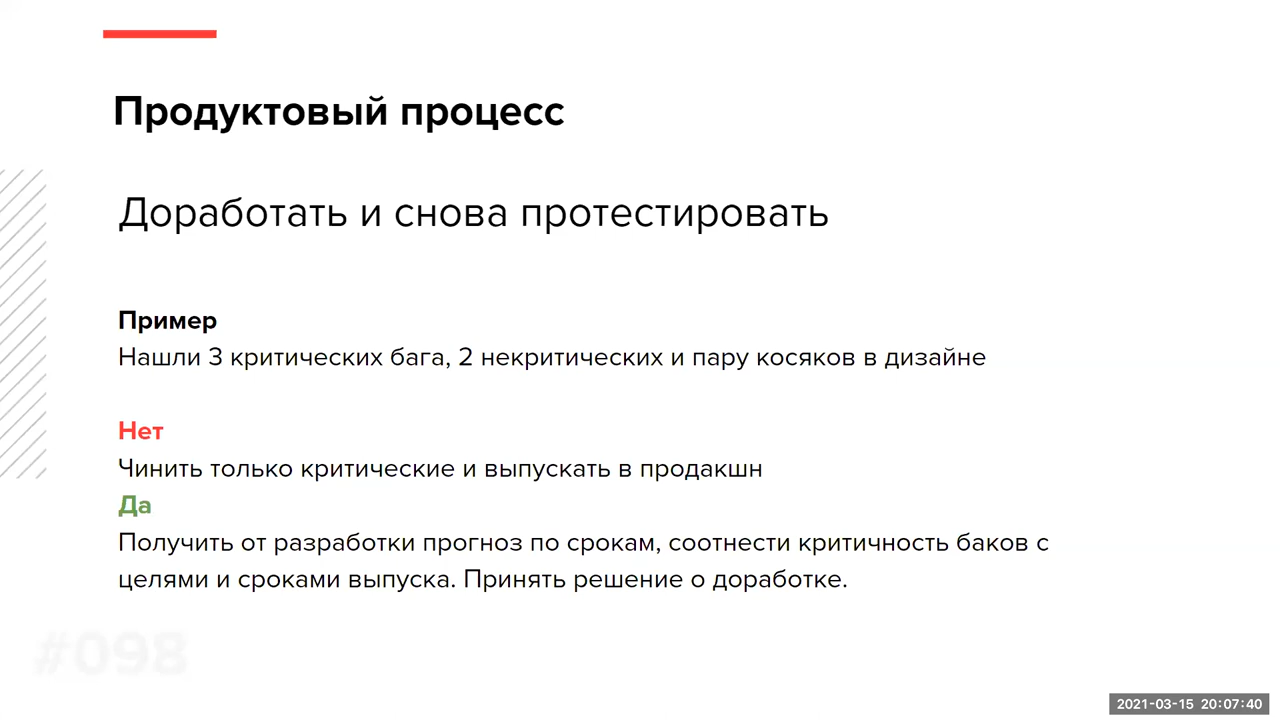 Продуктовый процесс
Доработать и снова протестировать
Пример
Нашли 3 критических бага, 2 некритических и пару косяков в дизайне
Нет
Чинить только критические и выпускать в продакшн
Да
Получить от разработки прогноз по срокам, соотнести критичность баков с
целями и сроками выпуска. Принять решение о доработке.
#098
2021-03-15 20:07:40